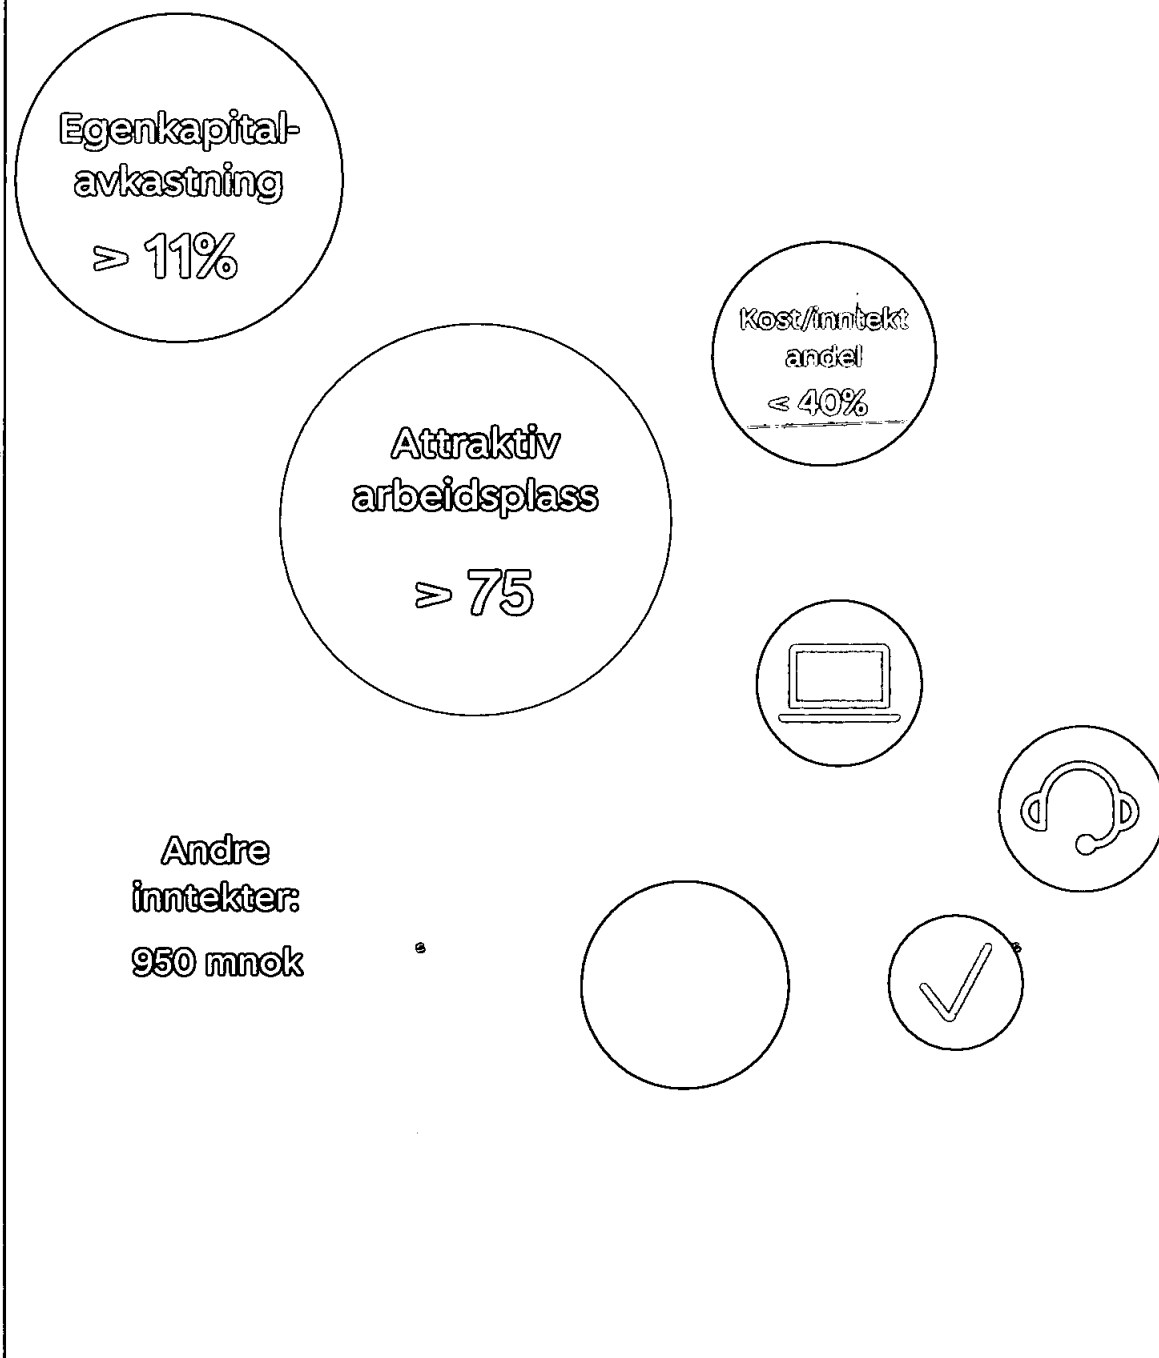 Egenkapital-
avkastning
> 11%
Kost/inntekt
andel
< 40%
Attraktiv
arbeidsplass
> 75
Andre
inntekter:
950 mnok
s
s